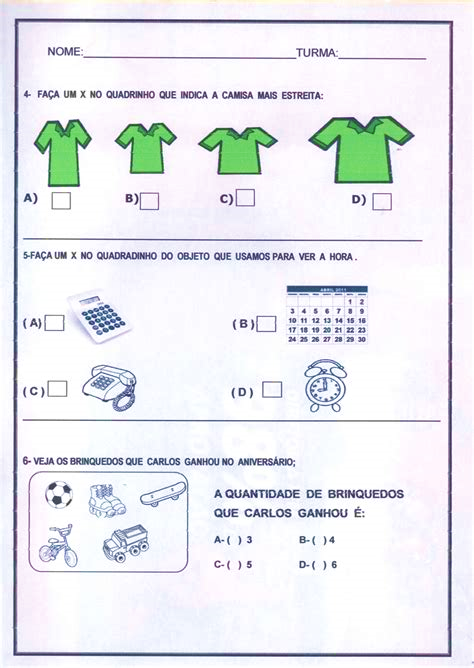 NOME:____________________________TURMA:____________
4- FAÇA UM X NO QUADRINHO QUE INDICA A CAMISA MAIS ESTREITA:
A) B) C) D)
5-FAÇA UM X NO QUADRADINHO DO OBJETO QUE USAMOS PARA VER A HORA .
ABRIL 2011
1 2
3 4 5 6 7 8 9
10 11 12 13 14 15 16
17 18 19 20 21 22 23
24 25 26 27 28 29 30
( A) ( B )
( C ) (D )
6- VEJA OS BRINQUEDOS QUE CARLOS GANHOU NO ANIVERSÁRIO;
A QUANTIDADE DE BRINQUEDOS
QUE CARLOS GANHOU É:
A- ( ) 3 B- ( ) 4
C- ( ) 5 D- ( ) 6